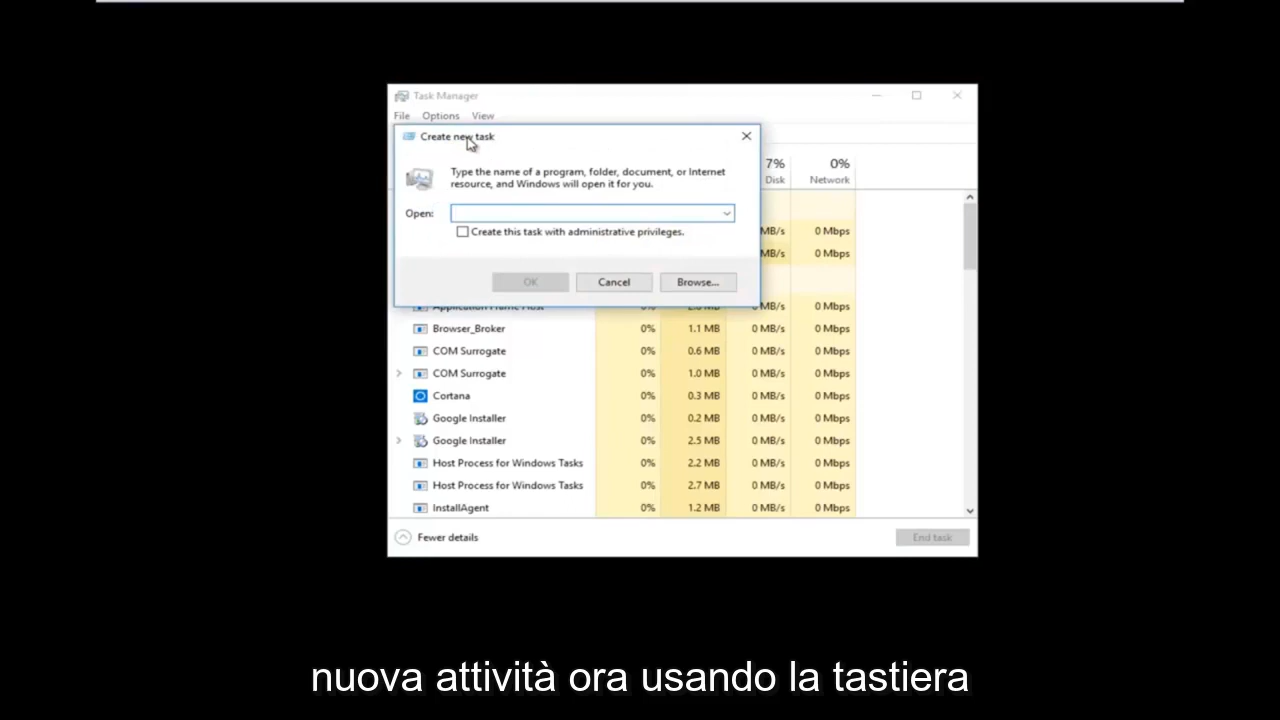 Task Manager
File Options View
Create new task
Type the name of a program, folder, document, or Internet
resource, and Windows will open it for you.
Open:
Create this task with administrative privileges.
OK Cancel Browse...
7% 0%
Disk Network
MB/s 0 Mbps
MB/s 0 Mbps
Application Frame Host 0% MB/s 0 Mbps
Browser_Broker 0% 1.1 MB 0 MB/s 0 Mbps
COM Surrogate 0% 0.6 MB 0 MB/s 0 Mbps
COM Surrogate 0% 1.0 MB 0 MB/s 0 Mbps
Cortana 0% 0.3 MB 0 MB/s 0 Mbps
Google Installer 0% 0.2 MB 0 MB/s 0 Mbps
Google Installer 0% 2.5 MB 0 MB/s 0 Mbps
Host Process for Windows Tasks 0% 2.2 MB 0 MB/s 0 Mbps
Host Process for Windows Tasks 0% 2.7 MB 0 MB/s 0 Mbps
InstallAgent 0% 1.2 MB 0 MB/s 0 Mbps
Fewer details End task
nuova attività ora usando la tastiera